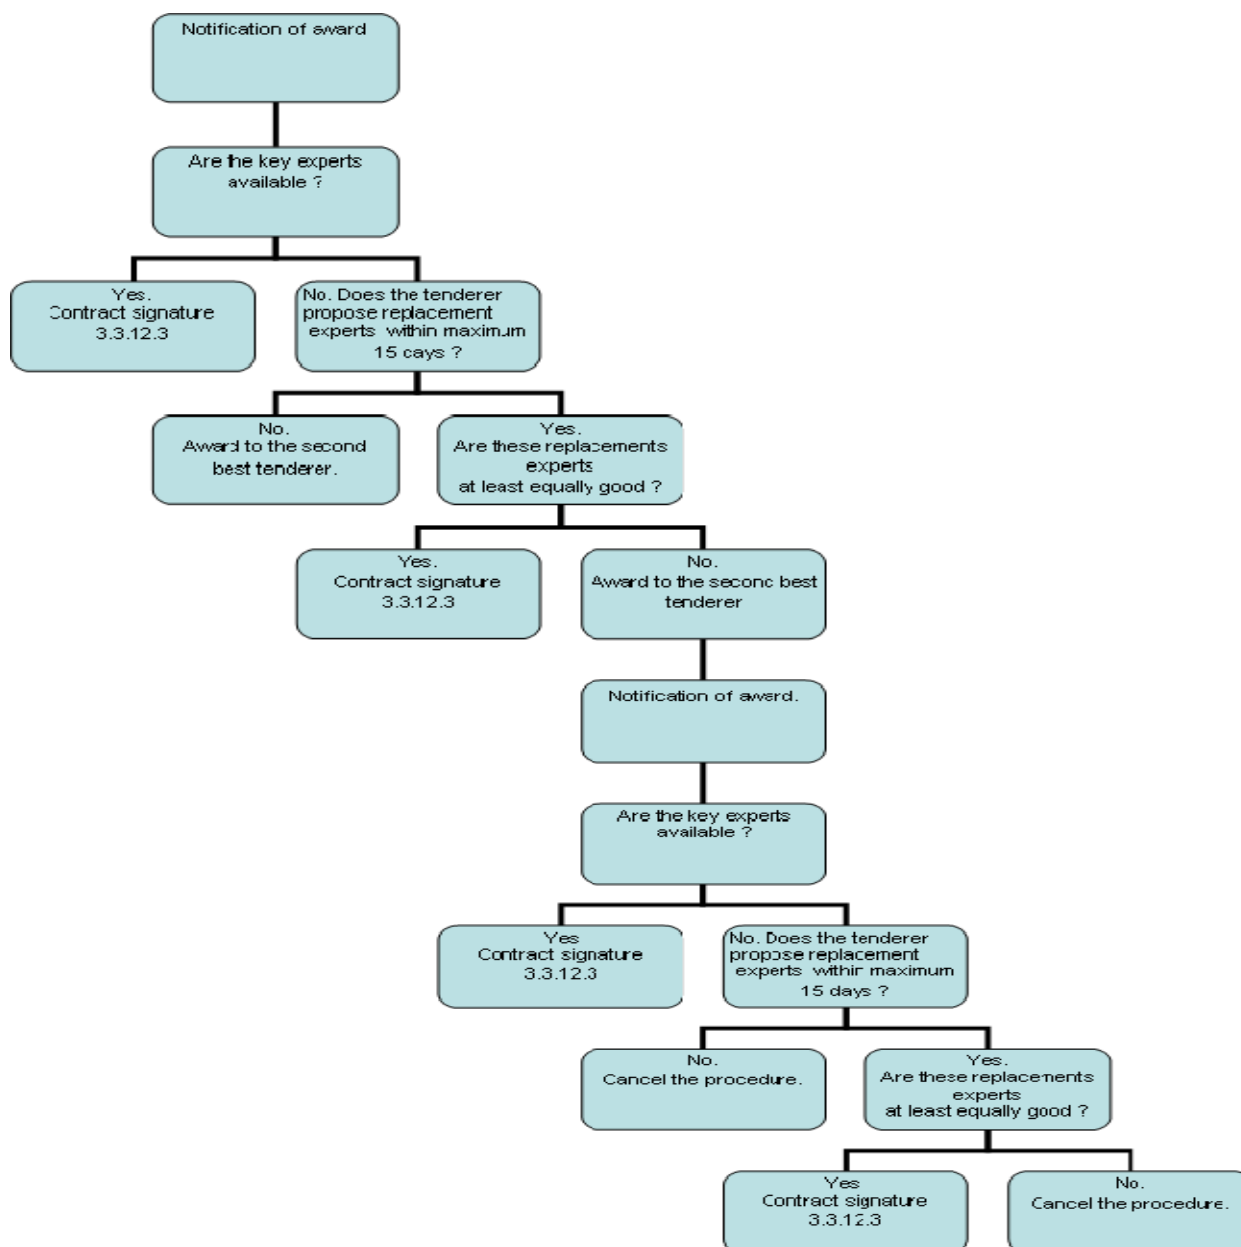 Notification of award
Are the key experts
available ?
Yes.
Contract signature
3.3.12.3
No. Does the tenderer
propose replacement
experts within maximum
15 days ?
No.
Award to the second
best tenderer.
Yes.
Are these replacements
experts
at least equally good ?
Yes.
Contract signature
3.3.12.3
No.
Award to the second best
tenderer
Notification of award.
Are the key experts
available ?
Yes
Contract signature
3.3.12.3
No. Does the tenderer
propose replacement
experts within maximum
15 days ?
No.
Cancel the procedure.
Yes.
Are these replacements
experts
at least equally good ?
Yes
Contract signature
3.3.12.3
No.
Cancel the procedure.